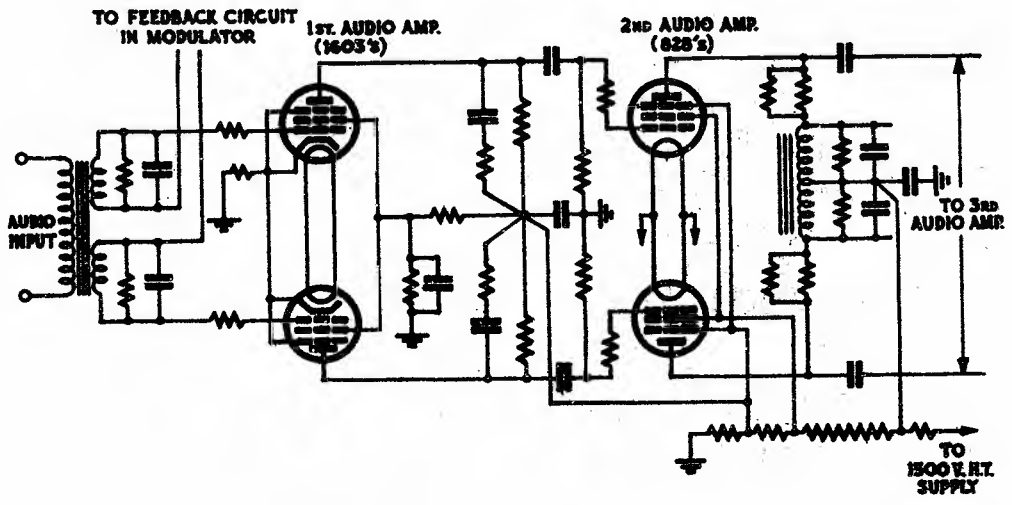 TO FEEDBACK CIRCUIT
IN MODULATOR
1ST. AUDIO AMP.
(1603's)
2ND AUDIO AMP.
(828's)
AUDIO
INPUT
TO 3RD
AUDIO AMP.
TO
1500 V. H.T.
SUPPLY